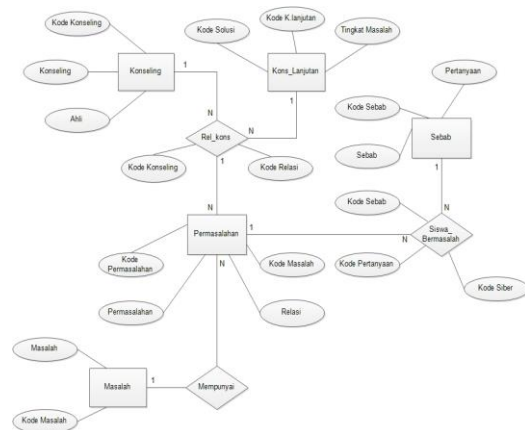 Kode Konseling
Konseling
Ahli
Konseling
1
N
Kode Solusi
Kode K.lanjutan
Tingkat Masalah
Kons_Lanjutan
1
N
Rel_kons
Kode Konseling
Kode Relasi
1
N
Pertanyaan
Kode Sebab
Sebab
Sebab
1
N
Kode Sebab
Siswa_
Bermasalah
Kode Pertanyaan
Kode Siber
N
1
Permasalahan
Kode
Permasalahan
Kode Masalah
Permasalahan
Relasi
N
Masalah
Masalah
Kode Masalah
1
Mempunyai